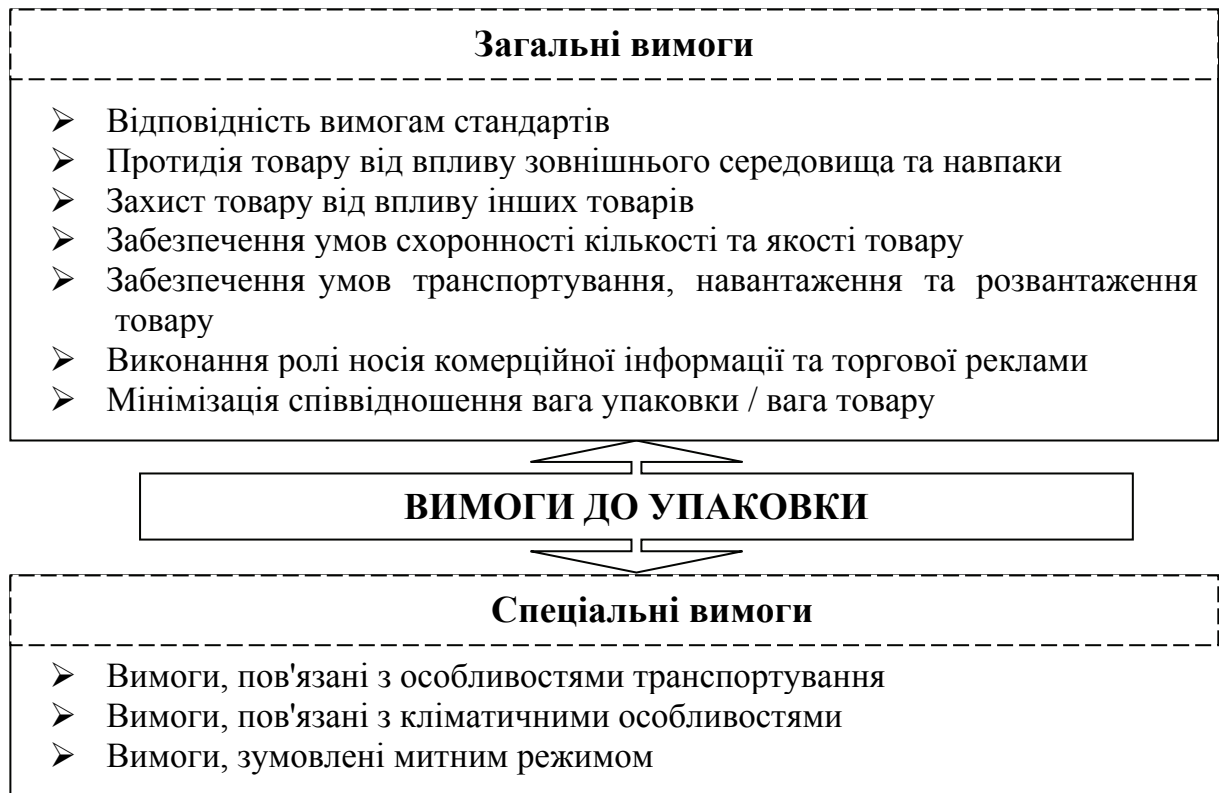 Загальні вимоги
➢ Відповідність вимогам стандартів
➢ Протидія товару від впливу зовнішнього середовища та навпаки
➢ Захист товару від впливу інших товарів
➢ Забезпечення умов схоронності кількості та якості товару
➢ Забезпечення умов транспортування, навантаження та розвантаження
товару
➢ Виконання ролі носія комерційної інформації та торгової реклами
➢ Мінімізація співвідношення вага упаковки / вага товару
ВИМОГИ ДО УПАКОВКИ
Спеціальні вимоги
➢ Вимоги, пов'язані з особливостями транспортування
➢ Вимоги, пов'язані з кліматичними особливостями
➢ Вимоги, зумовлені митним режимом